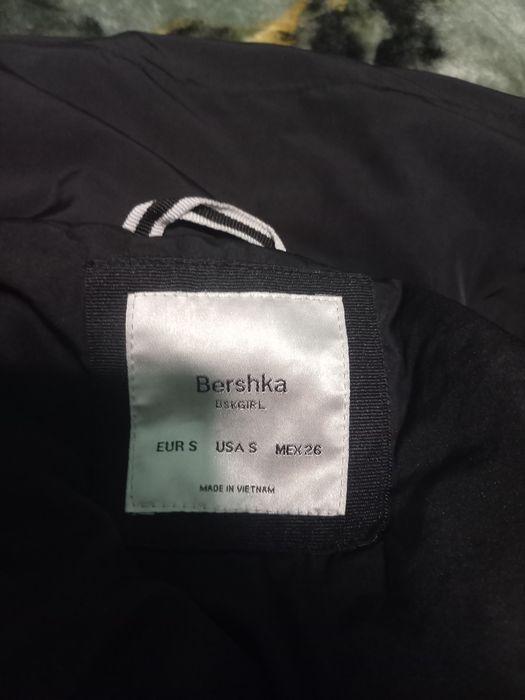 Bershka
BSKGIRL
EUR S USA S MEX 26
MADE IN VIETNAM